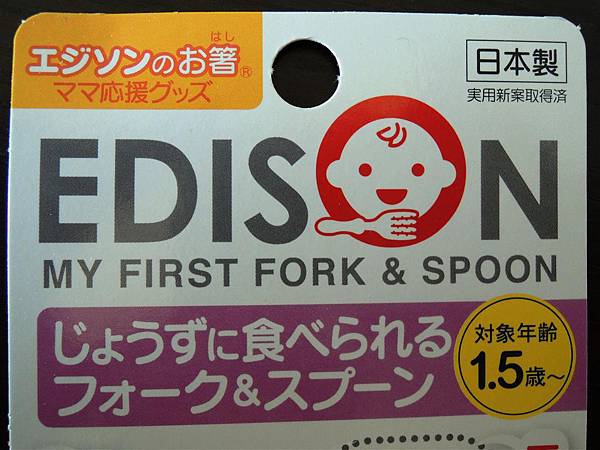 はし
エジソンのお箸®
ママ応援グッズ
日本製
実用新案取得済
EDISON
MY FIRST FORK & SPOON
じょうずに食べられる
フォーク&スプーン
対象年齢
1.5歳~